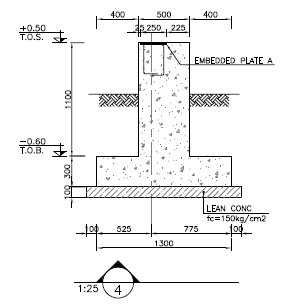 400 500 400
25 250 225
+0.50
T.O.S.
EMBEDDED PLATE A
1100
-0.60
T.O.B.
300
100
LEAN CONC
fc=150kg/cm2
100 525 775 100
1300
1:25 4